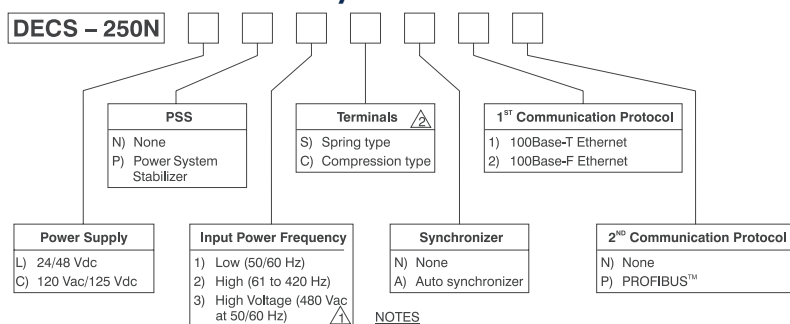 DECS – 250N
PSS
N) None
P) Power System
Stabilizer
Terminals 2
S) Spring type
C) Compression type
1ST Communication Protocol
1) 100Base-T Ethernet
2) 100Base-F Ethernet
Power Supply
L) 24/48 Vdc
C) 120 Vac/125 Vdc
Input Power Frequency
1) Low (50/60 Hz)
2) High (61 to 420 Hz)
3) High Voltage (480 Vac
at 50/60 Hz) 1
Synchronizer
N) None
A) Auto synchronizer
2ND Communication Protocol
N) None
P) PROFIBUS™
NOTES